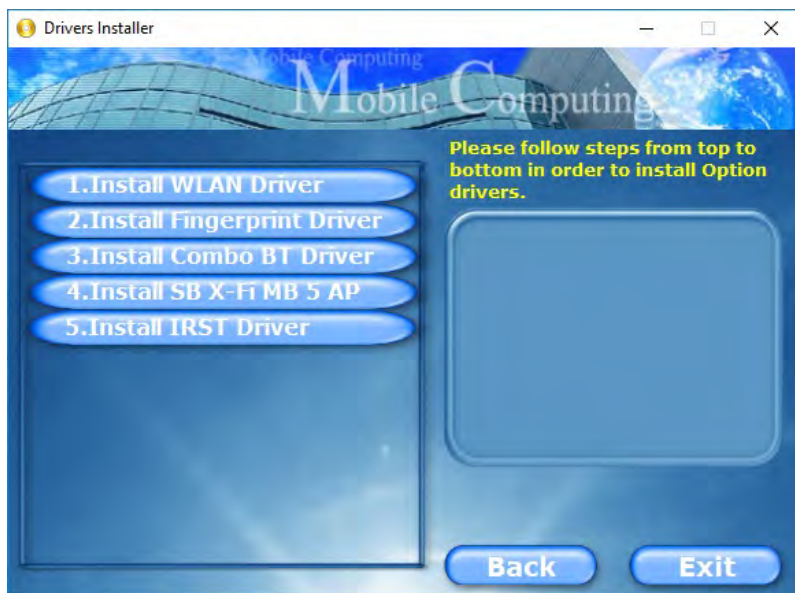 Drivers Installer
Mobile Computing
Mobile Computing
Please follow steps from top to
bottom in order to install Option
drivers.
1.Install WLAN Driver
2.Install Fingerprint Driver
3.Install Combo BT Driver
4.Install SB X-Fi MB 5 AP
5.Install IRST Driver
Back
Exit